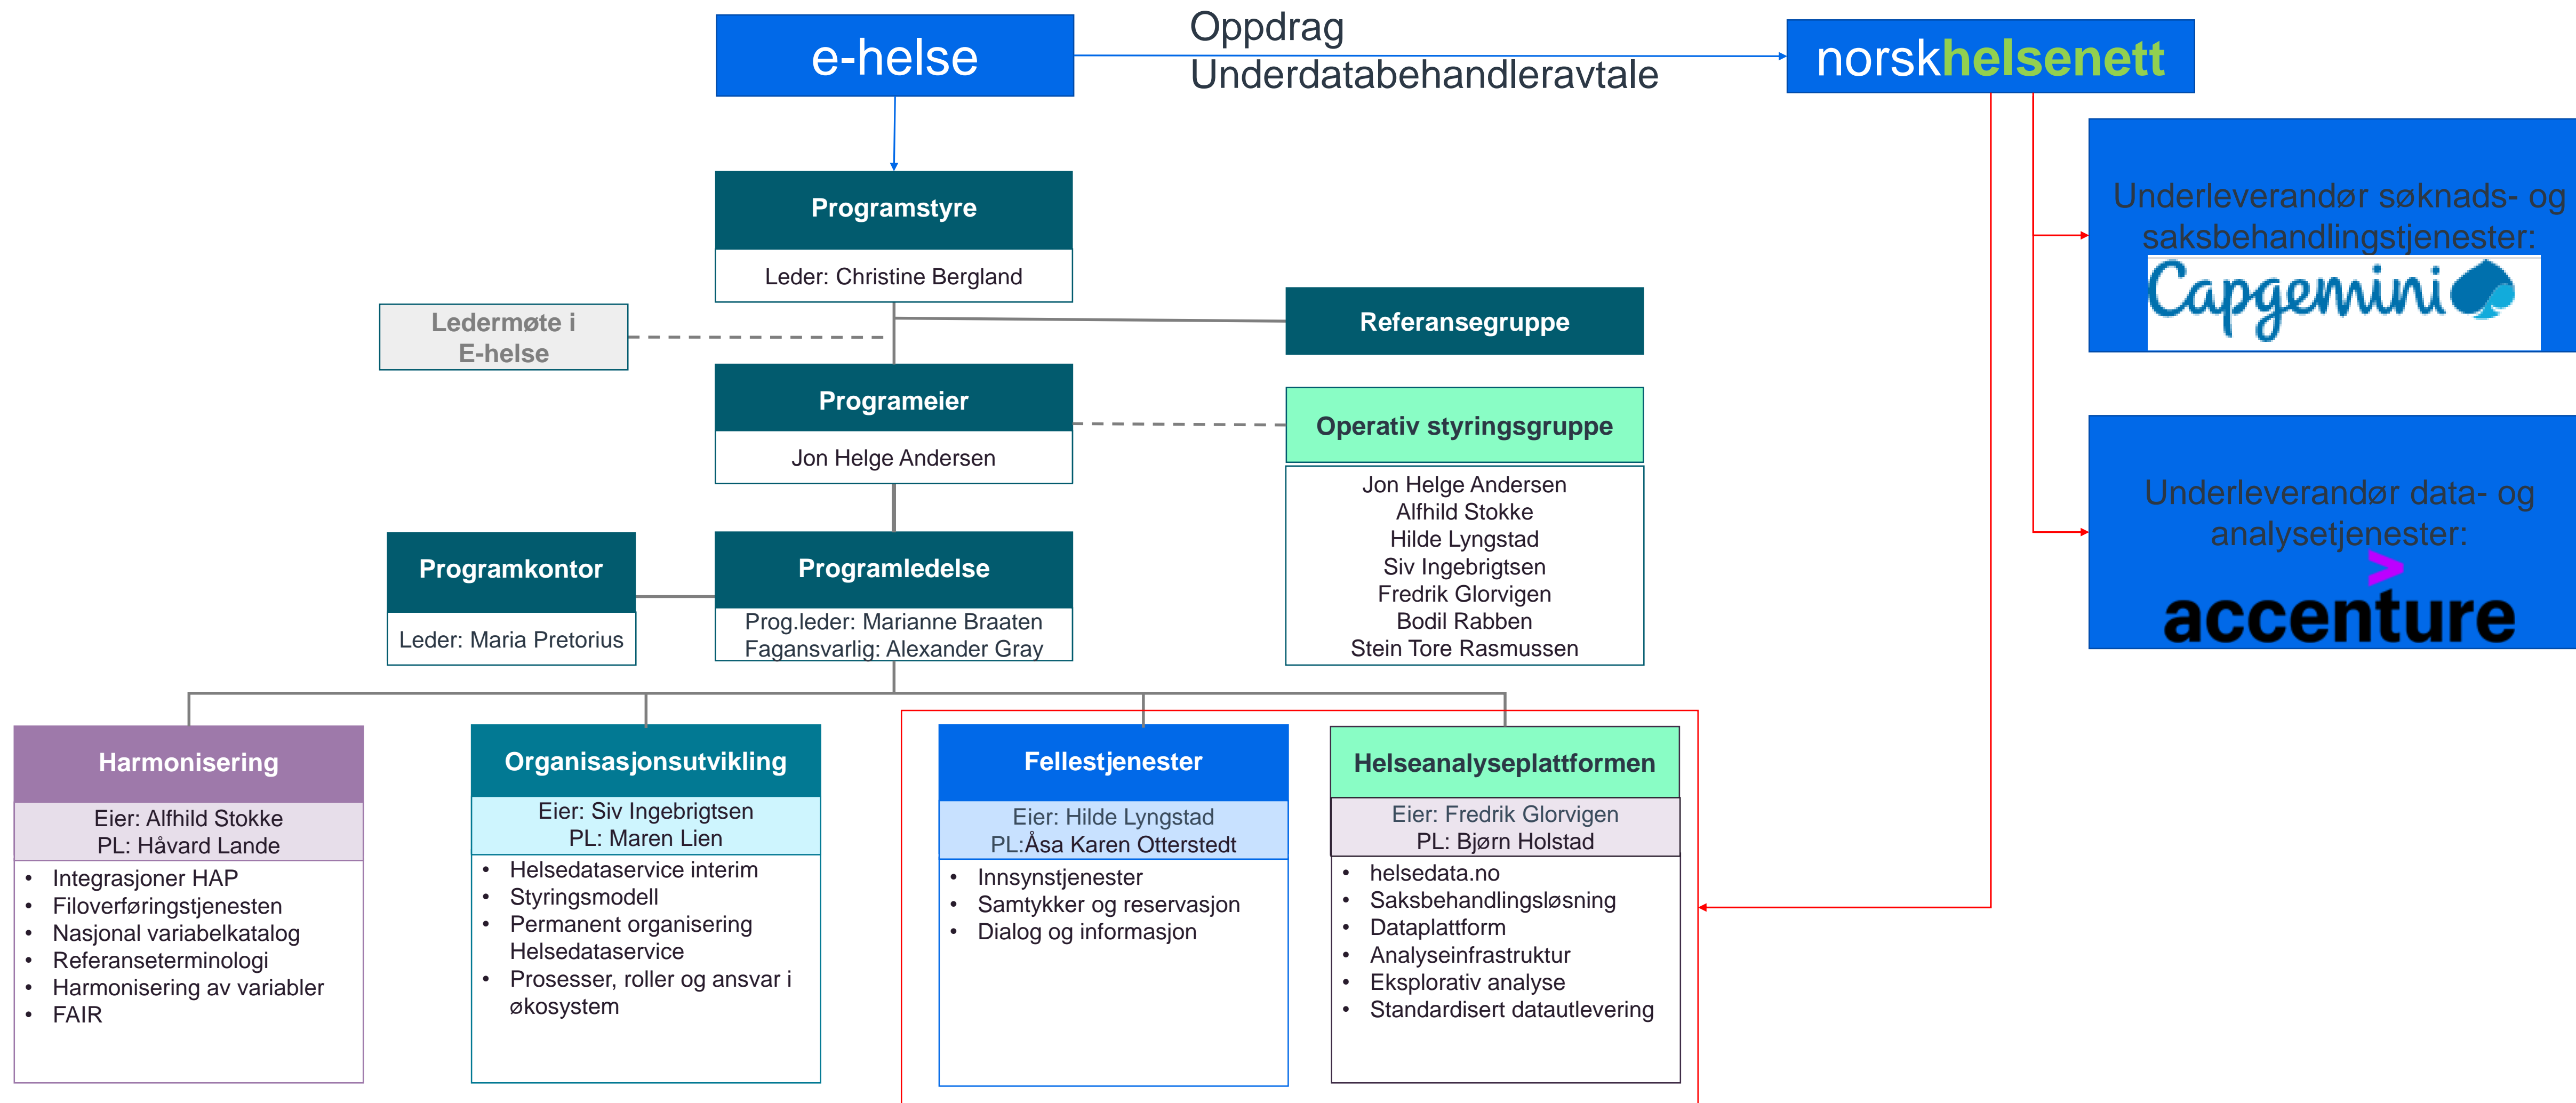 e-helse
Oppdrag
Underdatabehandleravtale
norskhelsenett
Underleverandør søknads- og
saksbehandlingstjenester:
Capgemini
Underleverandør data- og
analysetjenester:
>
accenture
Programstyre
Leder: Christine Bergland
Ledermøte i
E-helse
Referansegruppe
Programeier
Jon Helge Andersen
Operativ styringsgruppe
Jon Helge Andersen
Alfhild Stokke
Hilde Lyngstad
Siv Ingebrigtsen
Fredrik Glorvigen
Bodil Rabben
Stein Tore Rasmussen
Programkontor
Leder: Maria Pretorius
Programledelse
Prog.leder: Marianne Braaten
Fagansvarlig: Alexander Gray
Harmonisering
Eier: Alfhild Stokke
PL: Håvard Lande
• Integrasjoner HAP
• Filoverføringstjenesten
• Nasjonal variabelkatalog
• Referanseterminologi
• Harmonisering av variabler
• FAIR
Organisasjonsutvikling
Eier: Siv Ingebrigtsen
PL: Maren Lien
• Helsedataservice interim
• Styringsmodell
• Permanent organisering
Helsedataservice
• Prosesser, roller og ansvar i
økosystem
Fellestjenester
Eier: Hilde Lyngstad
PL:Åsa Karen Otterstedt
• Innsynstjenester
• Samtykker og reservasjon
• Dialog og informasjon
Helseanalyseplattformen
Eier: Fredrik Glorvigen
PL: Bjørn Holstad
• helsedata.no
• Saksbehandlingsløsning
• Dataplattform
• Analyseinfrastruktur
• Eksplorativ analyse
• Standardisert datautlevering